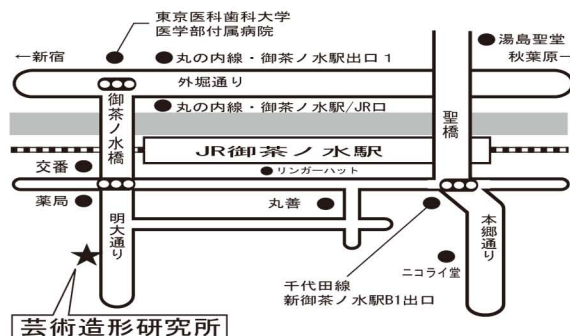 東京医科歯科大学
医学部付属病院
湯島聖堂
←新宿
丸の内線・御茶ノ水駅出口1
秋葉原→
外堀通り
丸の内線・御茶ノ水駅/JR口
御茶ノ水橋
聖橋
JR御茶ノ水駅
交番
リンガーハット
薬局
丸善
明大通り
本郷通り
ニコライ堂
千代田線
新御茶ノ水駅B1出口
芸術造形研究所